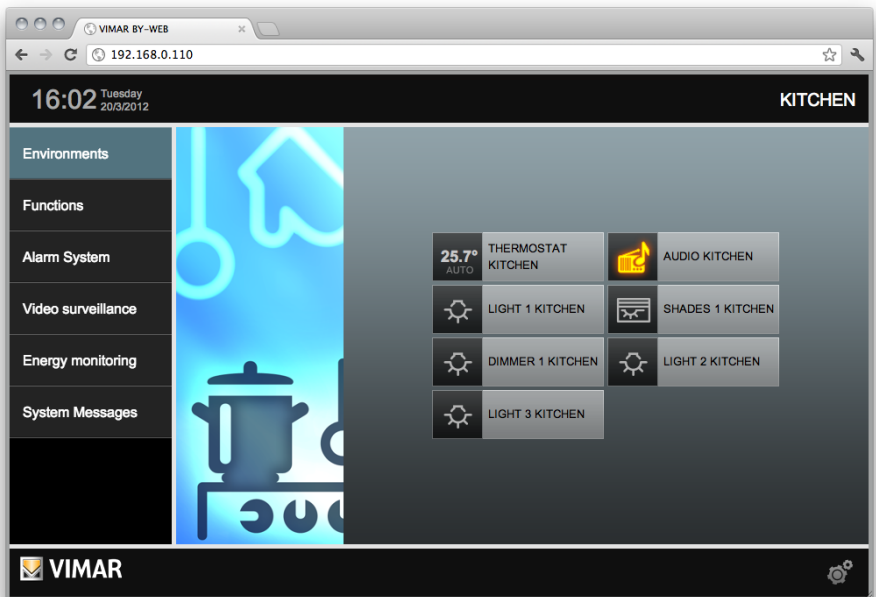 VIMAR BY-WEB
192.168.0.110
16:02 Tuesday
20/3/2012
KITCHEN
Environments
Functions
Alarm System
Video surveillance
Energy monitoring
System Messages
25.7°
AUTO
THERMOSTAT
KITCHEN
AUDIO KITCHEN
LIGHT 1 KITCHEN
SHADES 1 KITCHEN
DIMMER 1 KITCHEN
LIGHT 2 KITCHEN
LIGHT 3 KITCHEN
VIMAR